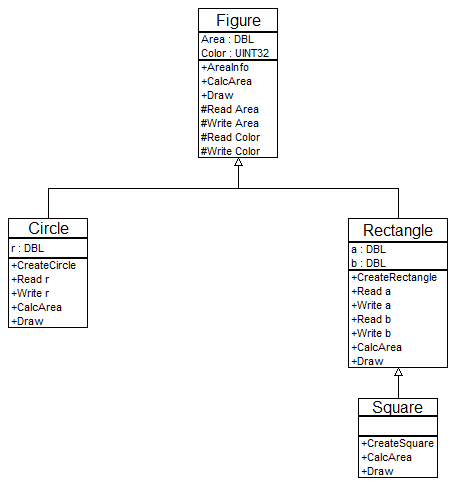 Figure
Area : DBL
Color : UINT32
+AreaInfo
+CalcArea
+Draw
#Read Area
#Write Area
#Read Color
#Write Color
Circle
r : DBL
+CreateCircle
+Read r
+Write r
+CalcArea
+Draw
Rectangle
a : DBL
b : DBL
+CreateRectangle
+Read a
+Write a
+Read b
+Write b
+CalcArea
+Draw
Square
+CreateSquare
+CalcArea
+Draw